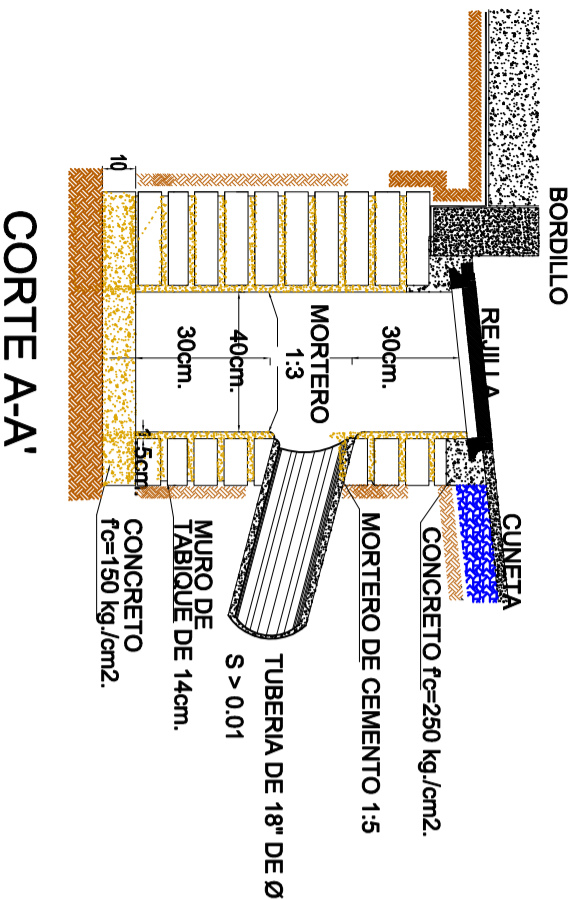 BORDILLO
REJILLA
CUNETA
30cm.
MORTERO
1:3
40cm.
30cm.
10
1.5cm.
CONCRETO f'c=250 kg./cm2.
MORTERO DE CEMENTO 1:5
TUBERIA DE 18" DE Ø
S > 0.01
MURO DE
TABIQUE DE 14cm.
CONCRETO
f'c=150 kg./cm2.
CORTE A-A'